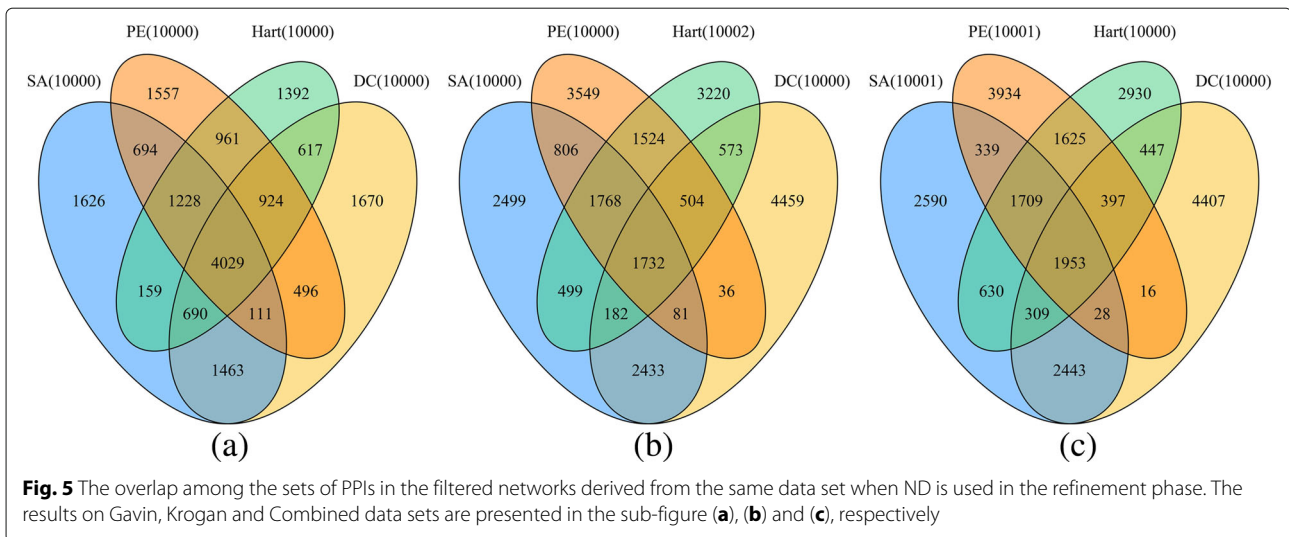 PE(10000) Hart(10000)
SA(10000) DC(10000)
1557 1392
694 961 617
1626 1228 924 1670
4029
159 690 111 496
1463
(a)
PE(10000) Hart(10002)
SA(10000) DC(10000)
3549 3220
806 1524 573
2499 1768 504 4459
1732
499 182 81 36
2433
(b)
PE(10001) Hart(10000)
SA(10001) DC(10000)
3934 2930
339 1625 447
2590 1709 397 4407
1953
630 309 28 16
2443
(c)
Fig. 5 The overlap among the sets of PPIs in the filtered networks derived from the same data set when ND is used in the refinement phase. The
results on Gavin, Krogan and Combined data sets are presented in the sub-figure (a), (b) and (c), respectively